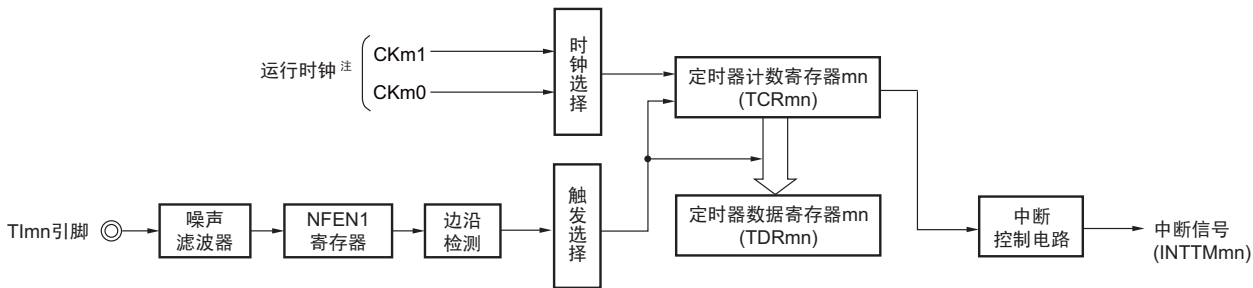 运行时钟注
CKm1
CKm0
时钟选择
定时器计数寄存器mn
(TCRmn)
TImn引脚
噪声
滤波器
NFEN1
寄存器
边沿
检测
触发选择
定时器数据寄存器mn
(TDRmn)
中断
控制电路
中断信号
(INTTMmn)